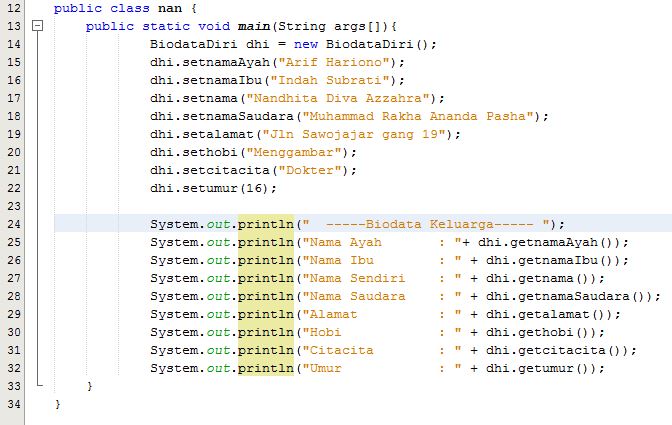 12 public class nan {
13 public static void main(String args[]){
14 BiodataDiri dhi = new BiodataDiri();
15 dhi.setnamaAyah("Arif Hariono");
16 dhi.setnamaIbu("Indah Subrati");
17 dhi.setnama("Nandhita Diva Azzahra");
18 dhi.setnamaSaudara("Muhammad Rakha Ananda Pasha");
19 dhi.setalamat("Jln Sawojajar gang 19");
20 dhi.sethobi("Menggambar");
21 dhi.setcitacita("Dokter");
22 dhi.setumur(16);
23
24 System.out.println("  -----Biodata Keluarga----- ");
25 System.out.println("Nama Ayah       : "+ dhi.getnamaAyah());
26 System.out.println("Nama Ibu        : " + dhi.getnamaIbu());
27 System.out.println("Nama Sendiri    : " + dhi.getnama());
28 System.out.println("Nama Saudara    : " + dhi.getnamaSaudara());
29 System.out.println("Alamat          : " + dhi.getalamat());
30 System.out.println("Hobi            : " + dhi.gethobi());
31 System.out.println("Citacita        : " + dhi.getcitacita());
32 System.out.println("Umur            : " + dhi.getumur());
33 }
34 }